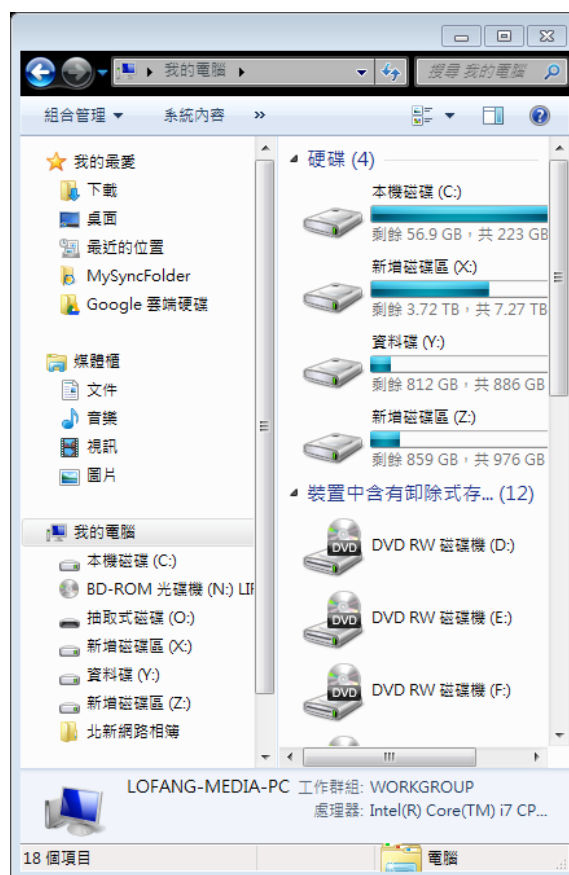 我的電腦
搜尋 我的電腦
組合管理
系統內容
»
我的最愛
下載
桌面
最近的位置
MySyncFolder
Google 雲端硬碟
媒體櫃
文件
音樂
視訊
圖片
我的電腦
本機磁碟 (C:)
BD-ROM 光碟機 (N:)
抽取式磁碟 (O:)
新增磁碟區 (X:)
資料碟 (Y:)
新增磁碟區 (Z:)
北新網路相簿
硬碟 (4)
本機磁碟 (C:)
剩餘 56.9 GB，共 223 GB
新增磁碟區 (X:)
剩餘 3.72 TB，共 7.27 TB
資料碟 (Y:)
剩餘 812 GB，共 886 GB
新增磁碟區 (Z:)
剩餘 859 GB，共 976 GB
裝置中含有卸除式存... (12)
DVD RW 磁碟機 (D:)
DVD RW 磁碟機 (E:)
DVD RW 磁碟機 (F:)
LOFANG-MEDIA-PC 工作群組: WORKGROUP
處理器: Intel(R) Core(TM) i7 CP...
18 個項目
電腦